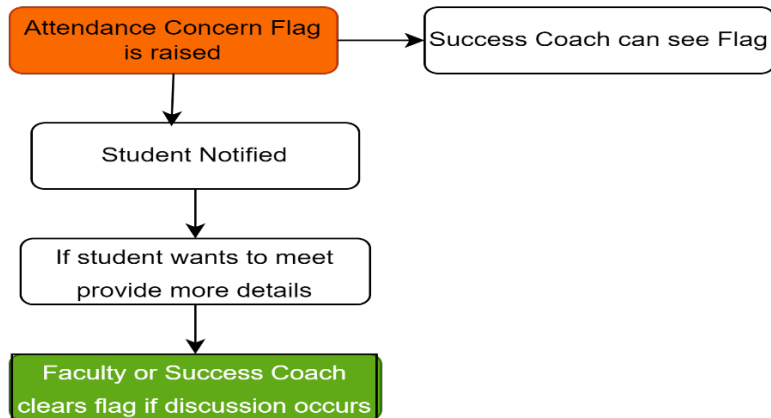 Attendance Concern Flag
is raised
Success Coach can see Flag
Student Notified
If student wants to meet
provide more details
Faculty or Success Coach
clears flag if discussion occurs